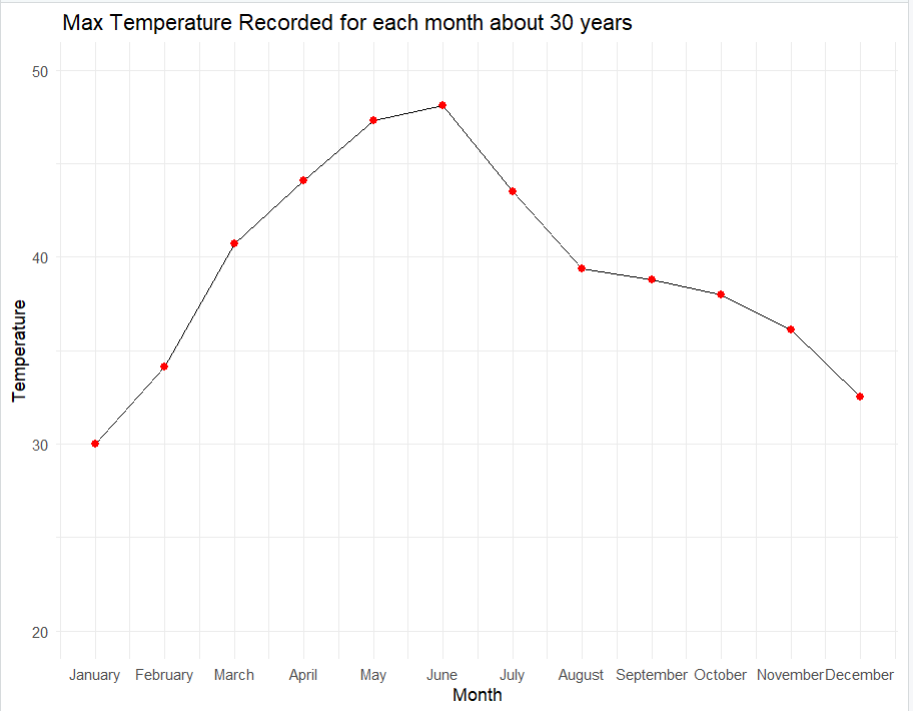 Max Temperature Recorded for each month about 30 years
50
40
30
20
Temperature
January February March April May June July August September October November December
Month